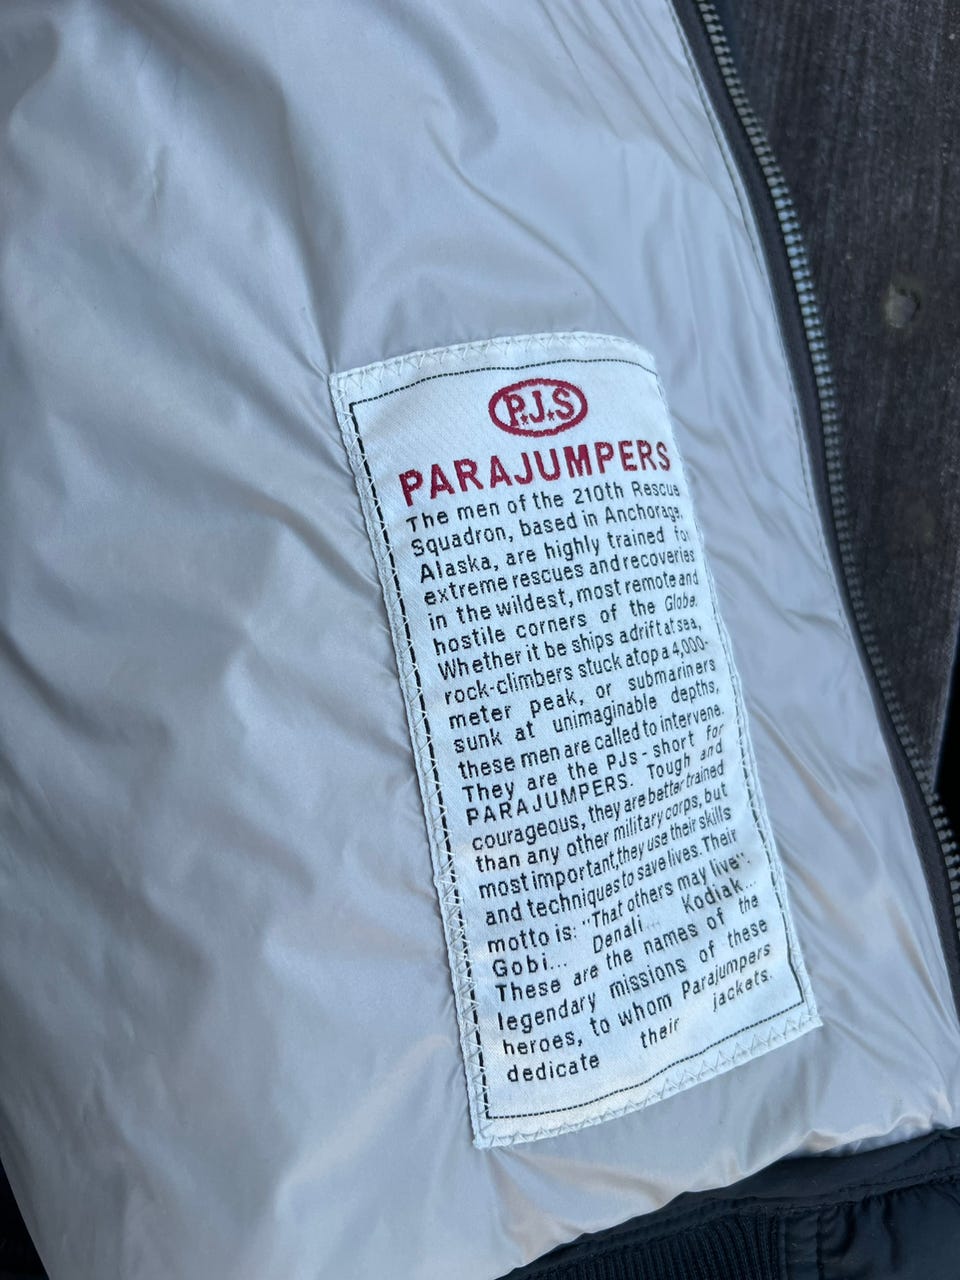 P.J.S
PARAJUMPERS
The men of the 210th Rescue
Squadron, based in Anchorage,
Alaska, are highly trained for
extreme rescues and recoveries
in the wildest, most remote and
hostile corners of the Globe.
Whether it be ships adrift at sea,
rock-climbers stuck atop a 4,000-
meter peak, or submariners
sunk at unimaginable depths,
these men are called to intervene.
They are the PJs - short for
PARAJUMPERS. Tough and
courageous, they are better trained
than any other military corps, but
most important, they use their skills
and techniques to save lives. Their
motto is: "That others may live".
Gobi... Denali... Kodiak...
These are the names of the
legendary missions of these
heroes, to whom Parajumpers
dedicate their jackets.